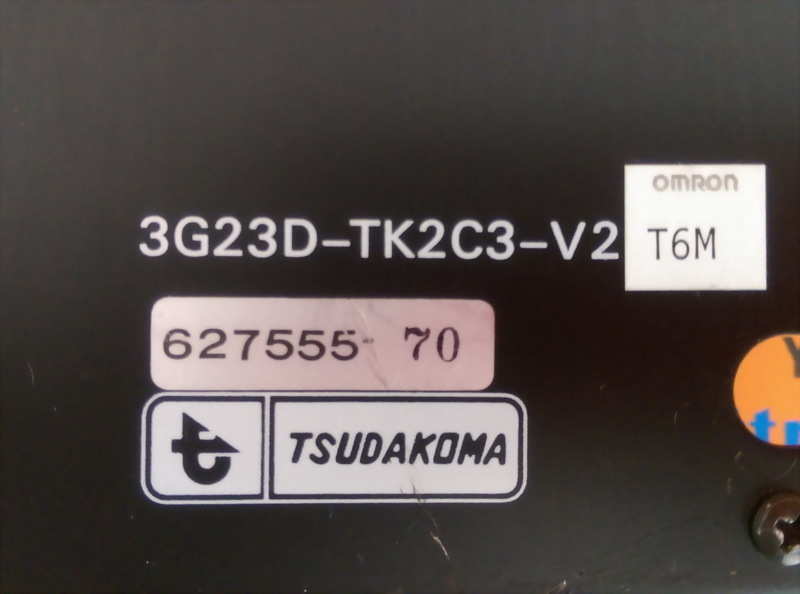 omron
3G23D-TK2C3-V2 T6M
627555- 70
TSUDAKOMA